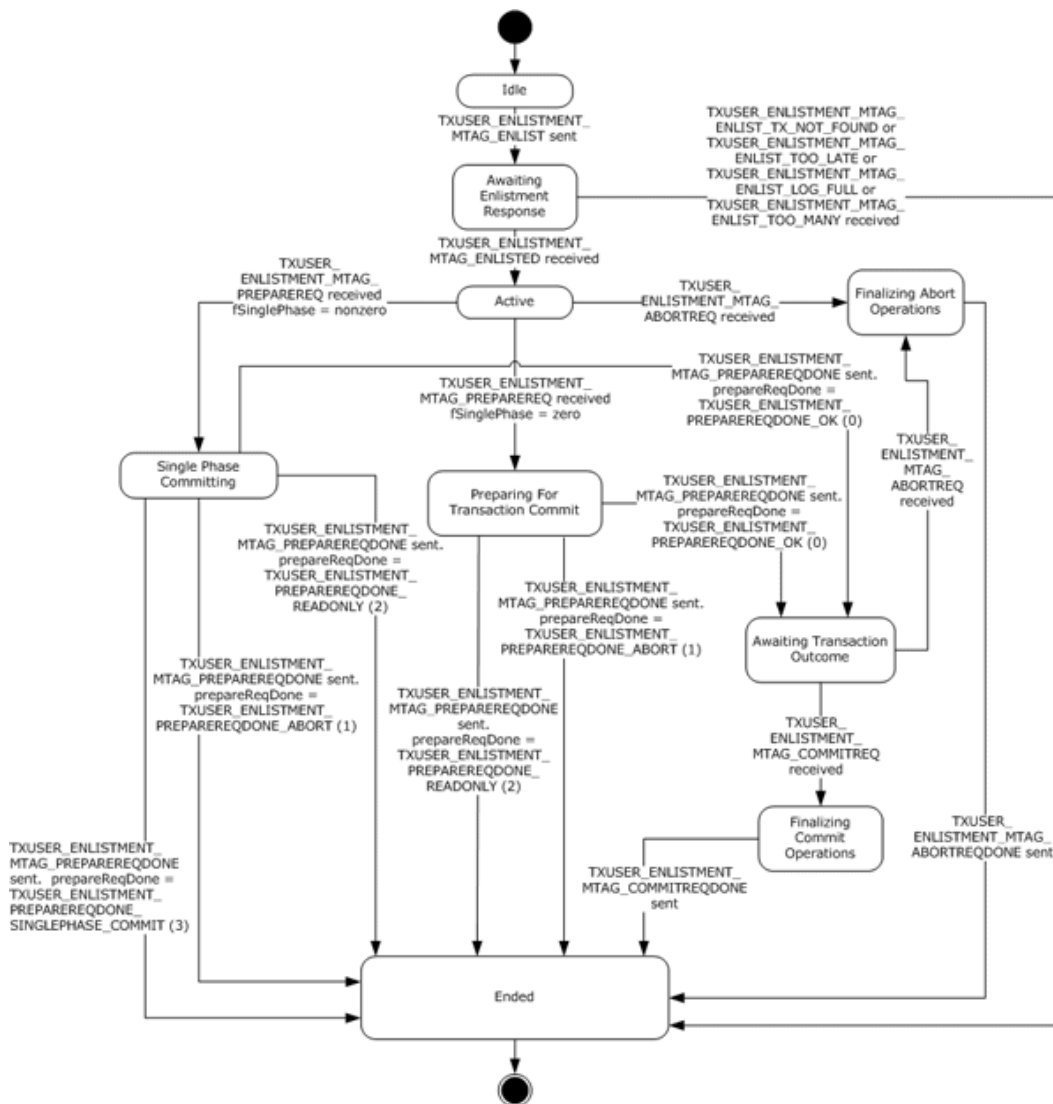 Idle
TXUSER_ENLISTMENT_
MTAG_ENLIST sent
TXUSER_ENLISTMENT_MTAG_
ENLIST_TX_NOT_FOUND or
TXUSER_ENLISTMENT_MTAG_
ENLIST_TOO_LATE or
TXUSER_ENLISTMENT_MTAG_
ENLIST_LOG_FULL or
TXUSER_ENLISTMENT_MTAG_
ENLIST_TOO_MANY received
Awaiting
Enlistment
Response
TXUSER_ENLISTMENT_
MTAG_ENLISTED received
TXUSER_
ENLISTMENT_MTAG_
PREPAREREQ received
fSinglePhase = nonzero
Active
TXUSER_
ENLISTMENT_MTAG_
ABORTREQ received
Finalizing Abort
Operations
TXUSER_ENLISTMENT_
MTAG_PREPAREREQ received
fSinglePhase = zero
TXUSER_ENLISTMENT_
MTAG_PREPAREREQDONE sent.
prepareReqDone =
TXUSER_ENLISTMENT_
PREPAREREQDONE_OK (0)
TXUSER_
ENLISTMENT_
MTAG_
ABORTREQ
received
Single Phase
Committing
Preparing For
Transaction Commit
TXUSER_ENLISTMENT_
MTAG_PREPAREREQDONE sent.
prepareReqDone =
TXUSER_ENLISTMENT_
PREPAREREQDONE_OK (0)
TXUSER_ENLISTMENT_
MTAG_PREPAREREQDONE sent.
prepareReqDone =
TXUSER_ENLISTMENT_
PREPAREREQDONE_
READONLY (2)
TXUSER_ENLISTMENT_
MTAG_PREPAREREQDONE sent.
prepareReqDone =
TXUSER_ENLISTMENT_
PREPAREREQDONE_ABORT (1)
Awaiting Transaction
Outcome
TXUSER_ENLISTMENT_
MTAG_PREPAREREQDONE sent.
prepareReqDone =
TXUSER_ENLISTMENT_
PREPAREREQDONE_ABORT (1)
TXUSER_ENLISTMENT_
MTAG_PREPAREREQDONE
sent.
prepareReqDone =
TXUSER_ENLISTMENT_
PREPAREREQDONE_
READONLY (2)
TXUSER_
ENLISTMENT_
MTAG_COMMITREQ
received
Finalizing
Commit
Operations
TXUSER_
ENLISTMENT_MTAG_
ABORTREQDONE sent
TXUSER_ENLISTMENT_
MTAG_PREPAREREQDONE
sent. prepareReqDone =
TXUSER_ENLISTMENT_
PREPAREREQDONE_
SINGLEPHASE_COMMIT (3)
TXUSER_ENLISTMENT_
MTAG_COMMITREQDONE
sent
Ended